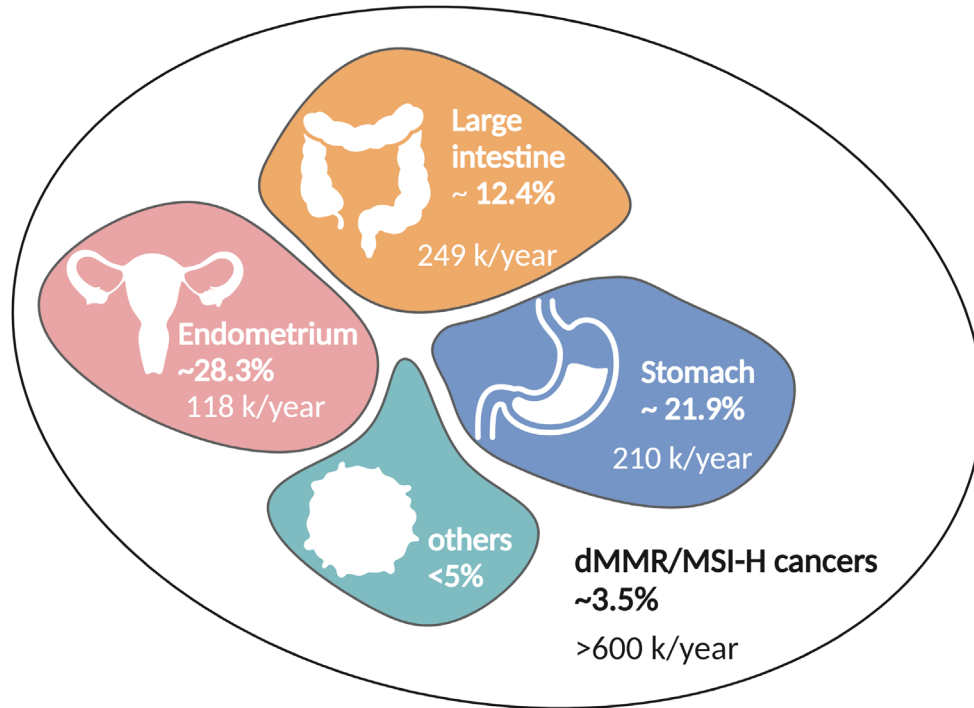 Large
intestine
~ 12.4%
249 k/year
Endometrium
~28.3%
118 k/year
Stomach
~ 21.9%
210 k/year
others
<5%
dMMR/MSI-H cancers
~3.5%
>600 k/year